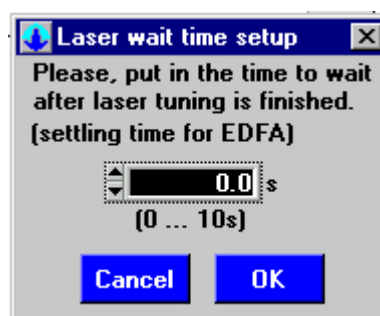 Laser wait time setup
Please, put in the time to wait
after laser tuning is finished.
(settling time for EDFA)
0.0 s
(0 ... 10s)
Cancel OK